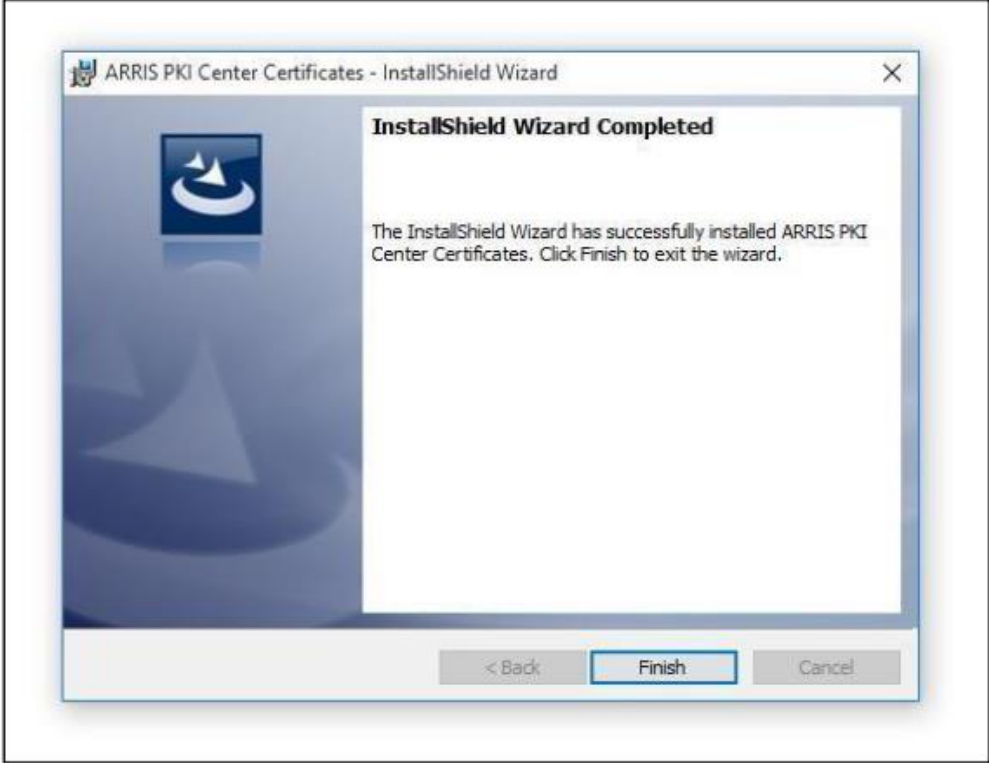 ARRIS PKI Center Certificates - InstallShield Wizard
InstallShield Wizard Completed
The InstallShield Wizard has successfully installed ARRIS PKI
Center Certificates. Click Finish to exit the wizard.
< Back
Finish
Cancel